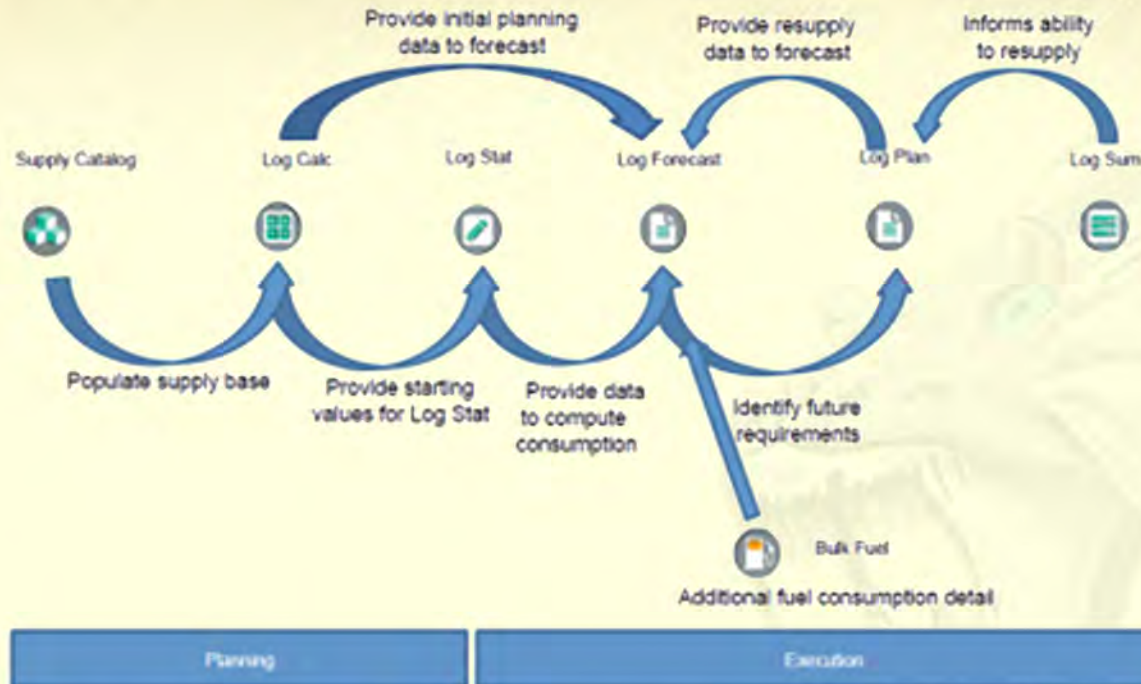 Provide initial planning
data to forecast
Provide resupply
data to forecast
Informs ability
to resupply
Supply Catalog
Log Calc
Log Stat
Log Forecast
Log Plan
Log Sum
Populate supply base
Provide starting
values for Log Stat
Provide data
to compute
consumption
Identify future
requirements
Bulk Fuel
Additional fuel consumption detail
Planning
Execution